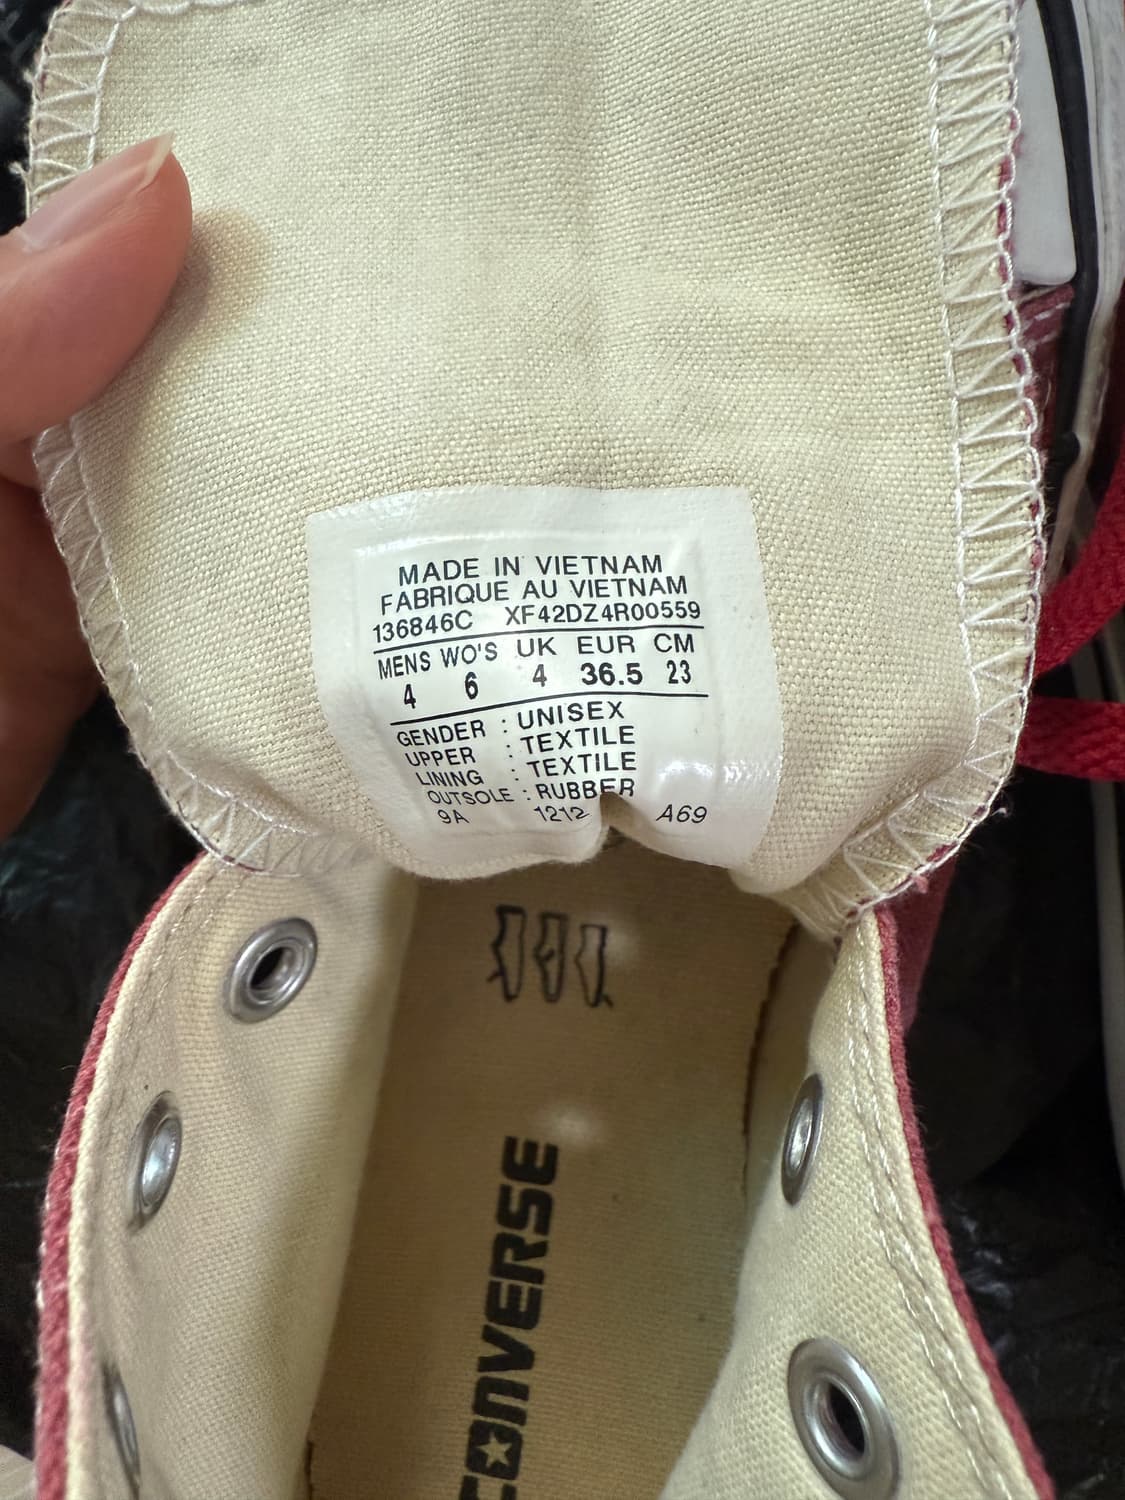 MADE IN VIETNAM
FABRIQUE AU VIETNAM
136846C XF42DZ4R00559
MENS WO'S UK EUR CM
4 6 4 36.5 23
GENDER : UNISEX
UPPER : TEXTILE
LINING : TEXTILE
OUTSOLE : RUBBER
9A 1212 A69
CONVERSE